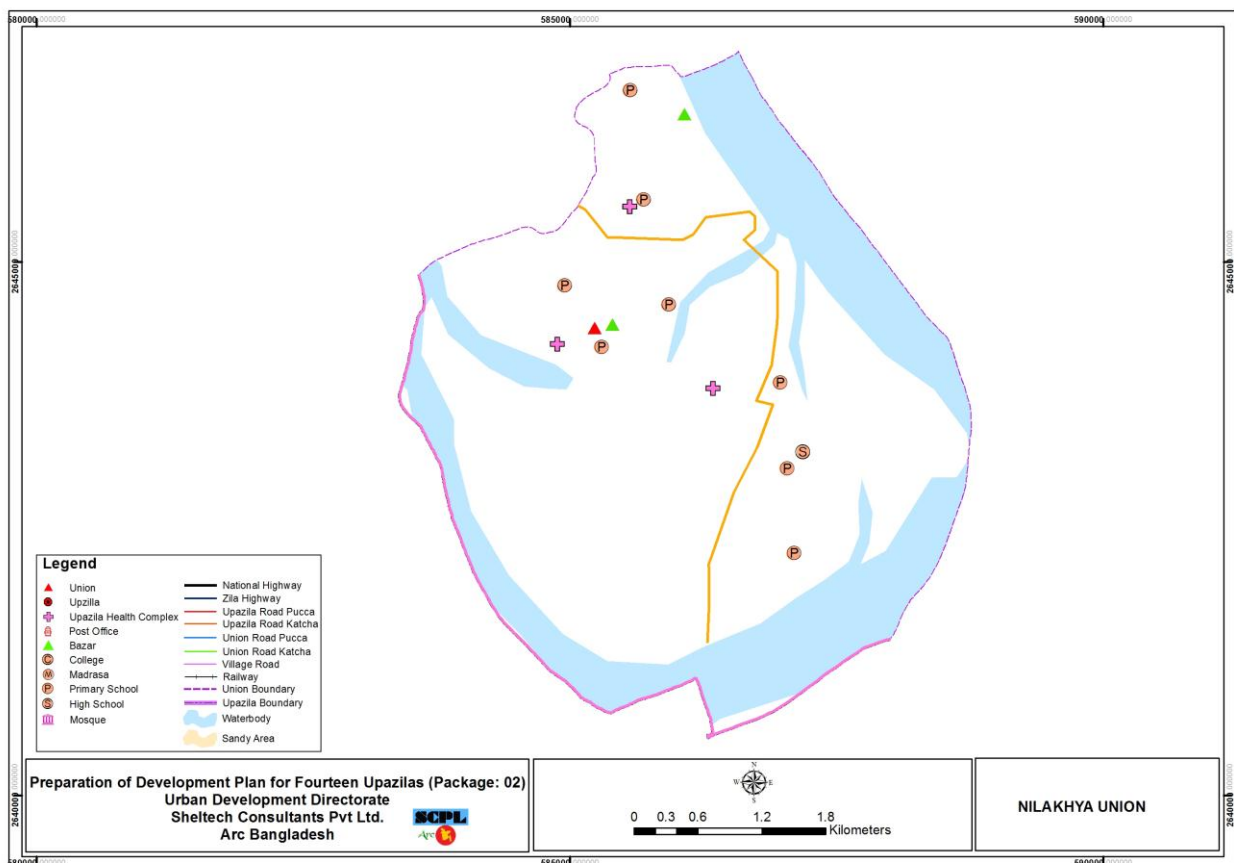 580000.000000
585000.000000
590000.000000
2645000.000000
2645000.000000
P
P
P
P
P
P
S
P
P
Legend
Union
Upzilla
Upazila Health Complex
Post Office
Bazar
C College
M Madrasa
P Primary School
S High School
Mosque
National Highway
Zila Highway
Upazila Road Pucca
Upazila Road Katcha
Union Road Pucca
Union Road Katcha
Village Road
Railway
Union Boundary
Upazila Boundary
Waterbody
Sandy Area
2640000.000000
2640000.000000
Preparation of Development Plan for Fourteen Upazilas (Package: 02)
Urban Development Directorate
Sheltech Consultants Pvt Ltd.
Arc Bangladesh
SCPL
Arc
N
W E
S
0 0.3 0.6 1.2 1.8
Kilometers
NILAKHYA UNION
580000.000000
585000.000000
590000.000000